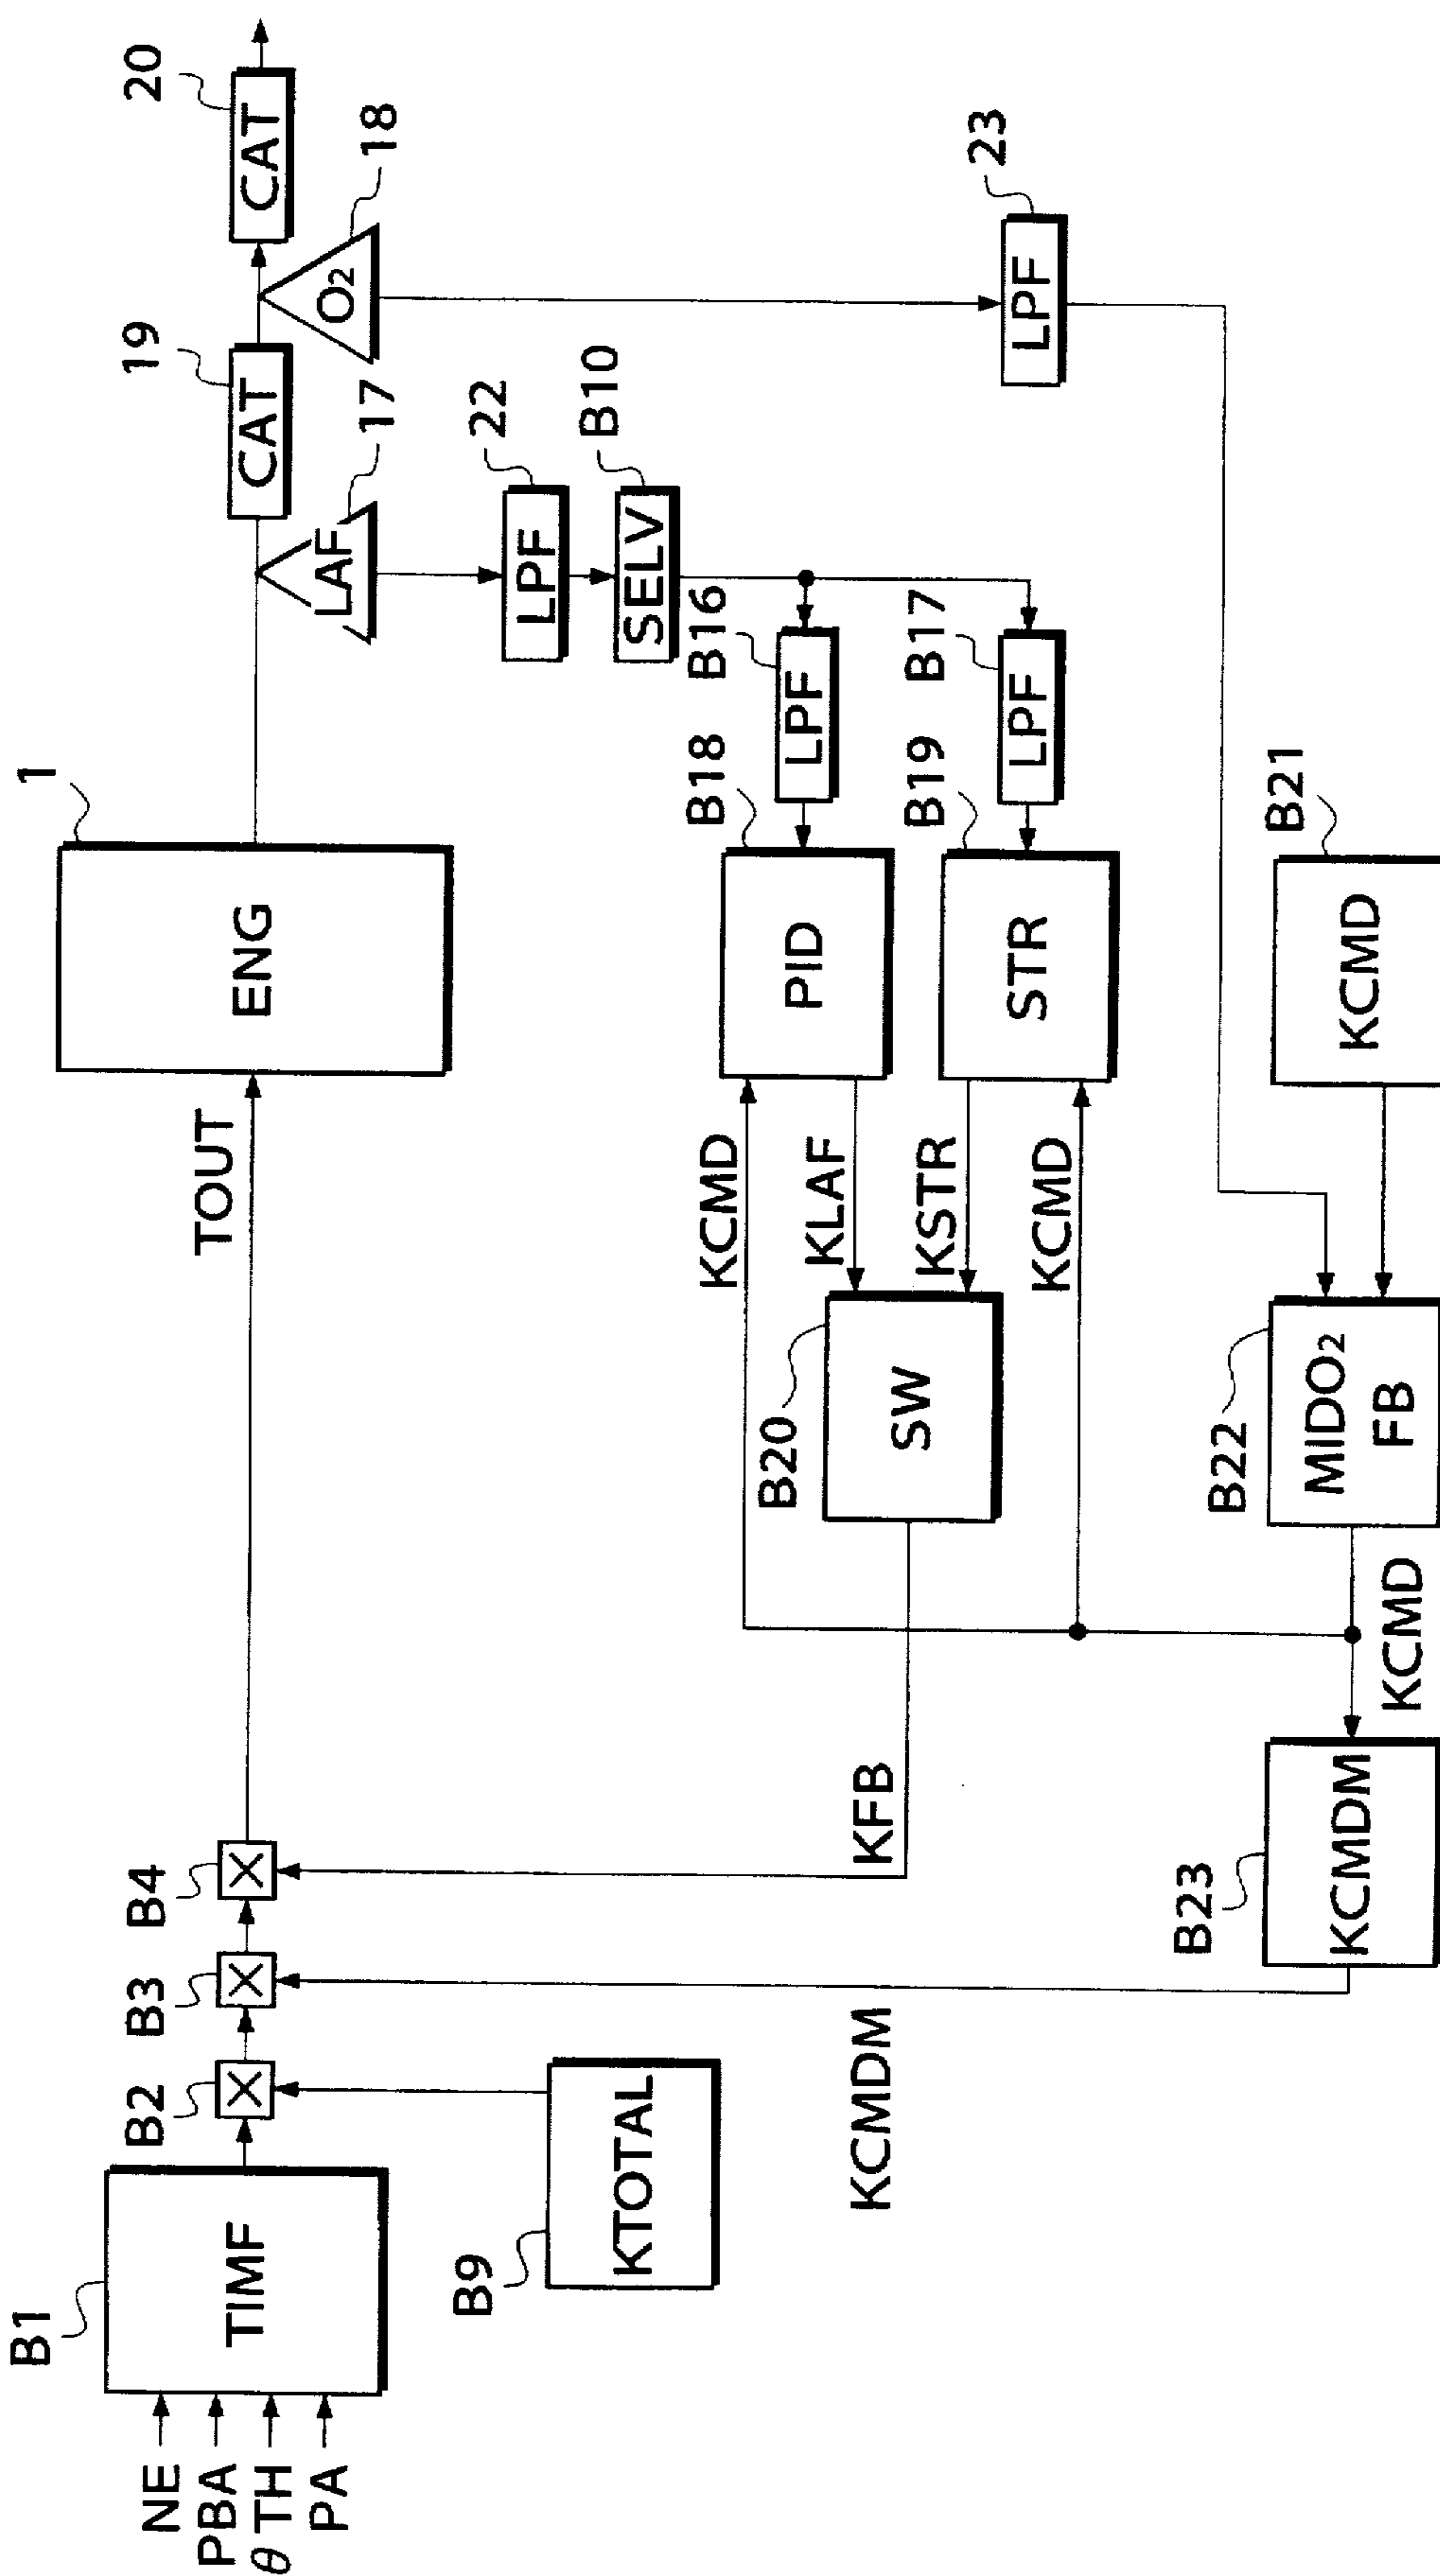 NE
PBA
θ TH
PA
B1
TIMF
B2
B3
B4
B9
KTOTAL
TOUT
1
ENG
19
CAT
20
CAT
LAF
17
O2
18
22
LPF
B10
SELV
B16
LPF
B17
LPF
23
LPF
B18
PID
B19
STR
KCMD
KLAF
KSTR
KCMD
B20
SW
KFB
KCMDM
B21
KCMD
B22
MIDO2
FB
KCMD
B23
KCMDM